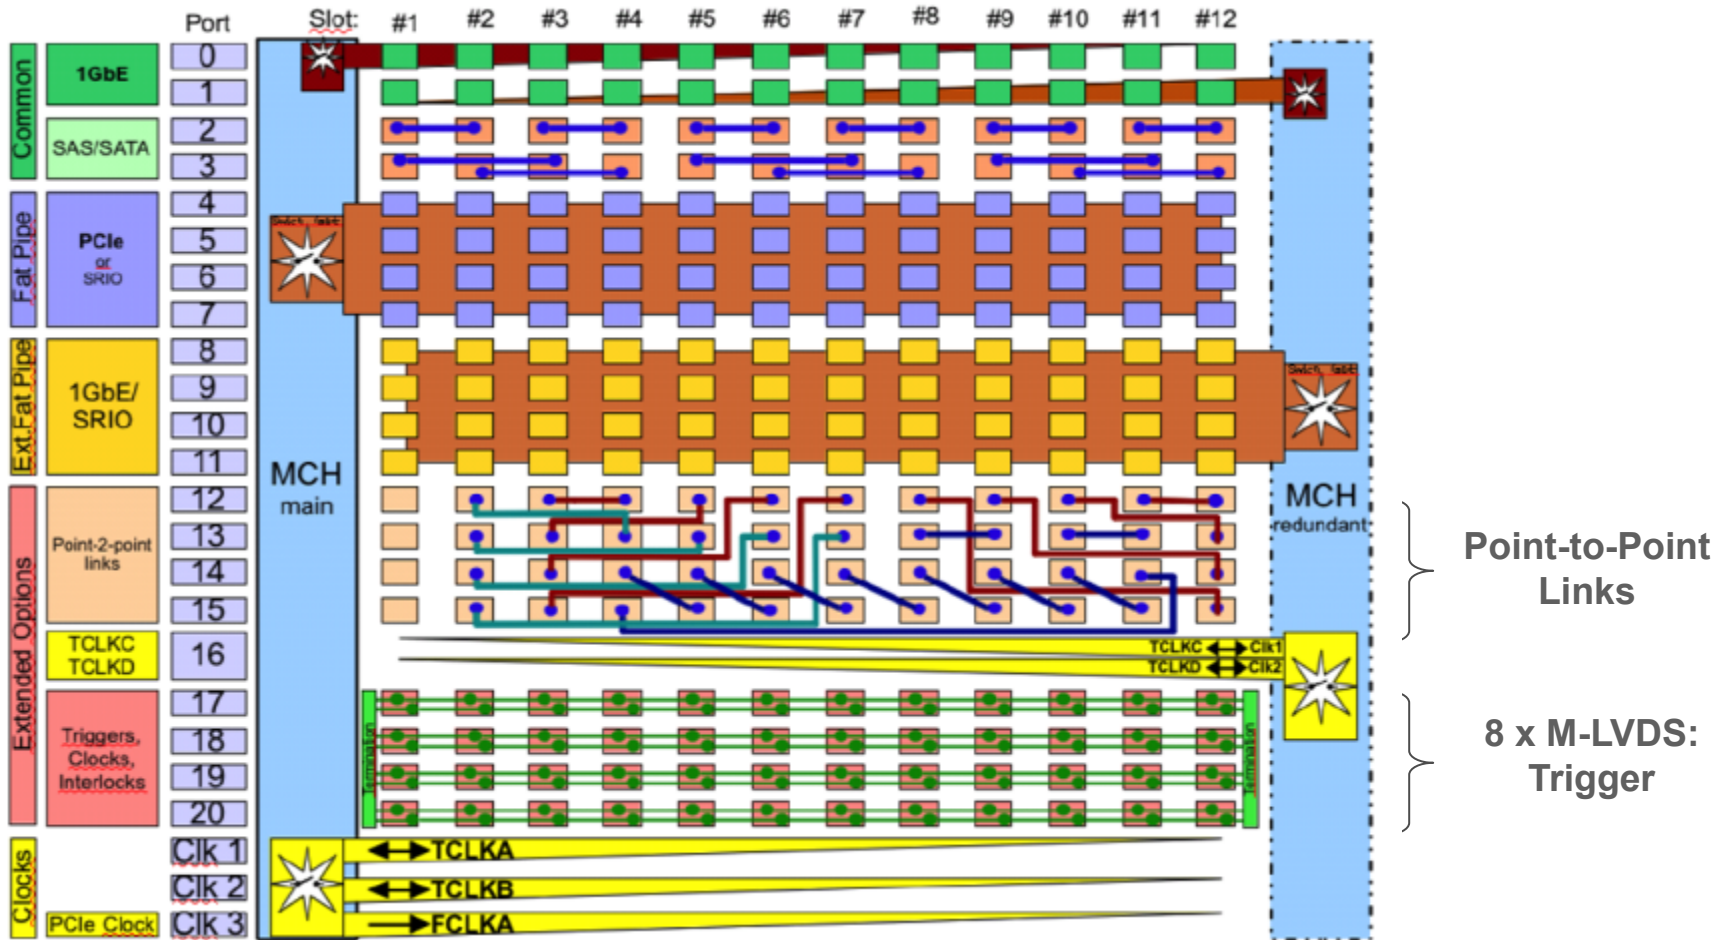 Port
Slot:
#1
#2
#3
#4
#5
#6
#7
#8
#9
#10
#11
#12
Common
1GbE
0
1
SAS/SATA
2
3
Fat Pipe
PCIe
or
SRIO
4
5
6
7
Ext.Fat Pipe
1GbE/
SRIO
8
9
10
11
MCH
main
MCH
redundant
Extended Options
Point-2-point
links
12
13
14
15
TCLKC
TCLKD
16
TCLKC
Clk1
TCLKD
Clk2
Triggers,
Clocks,
Interlocks
17
18
19
20
Termination
Termination
Clocks
Clk 1
TCLKA
Clk 2
TCLKB
PCIe Clock
Clk 3
FCLKA
Point-to-Point
Links
8 x M-LVDS:
Trigger